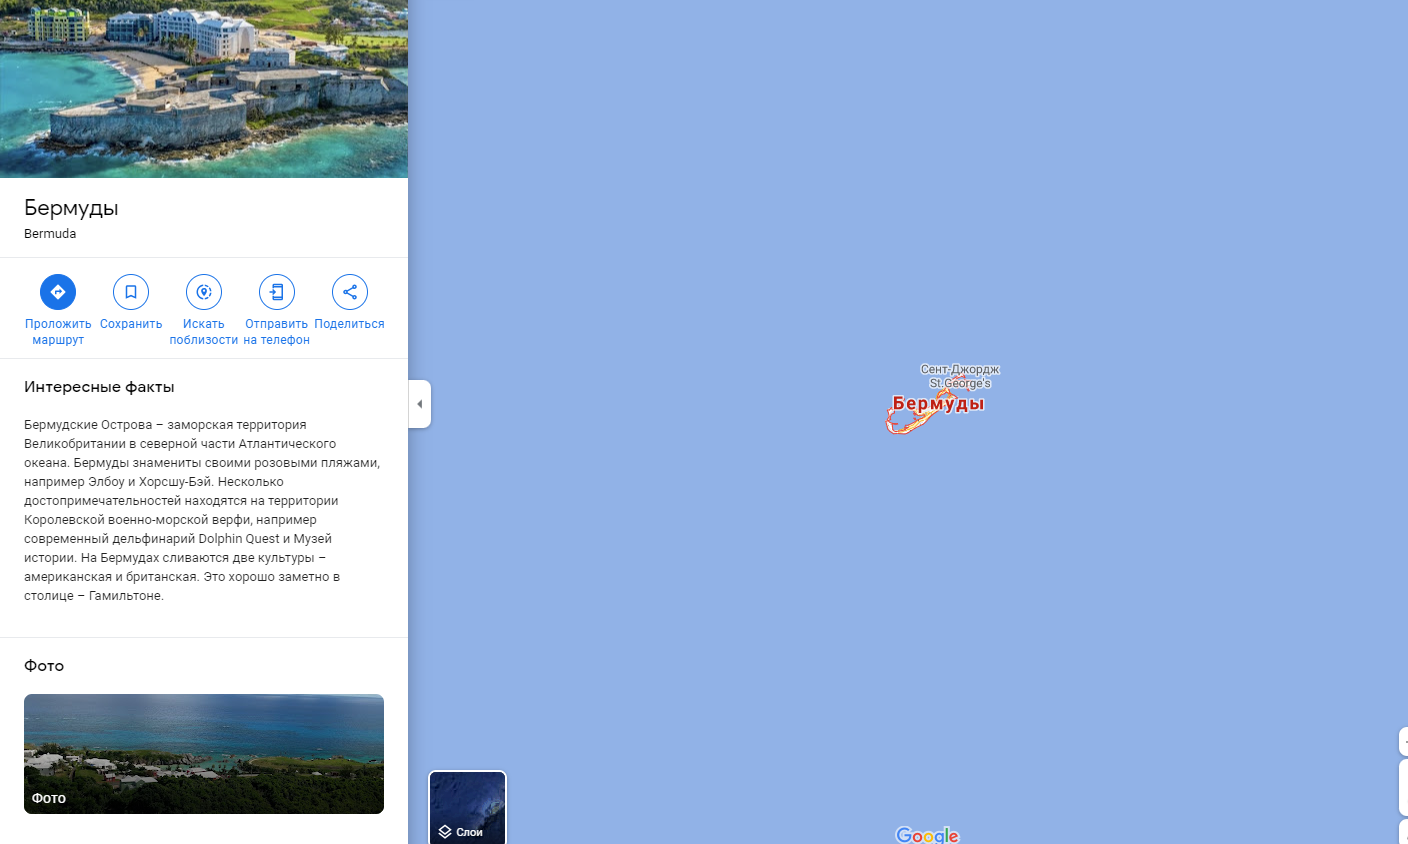 Бермуды
Bermuda
Проложить маршрут
Сохранить
Искать поблизости
Отправить на телефон
Поделиться
Интересные факты
Бермудские Острова – заморская территория
Великобритании в северной части Атлантического
океана. Бермуды знамениты своими розовыми пляжами,
например Элбоу и Хорсшу-Бэй. Несколько
достопримечательностей находятся на территории
Королевской военно-морской верфи, например
современный дельфинарий Dolphin Quest и Музей
истории. На Бермудах сливаются две культуры –
американская и британская. Это хорошо заметно в
столице – Гамильтоне.
Фото
Фото
Сент-Джордж
St.George's
Бермуды
Слои
Google